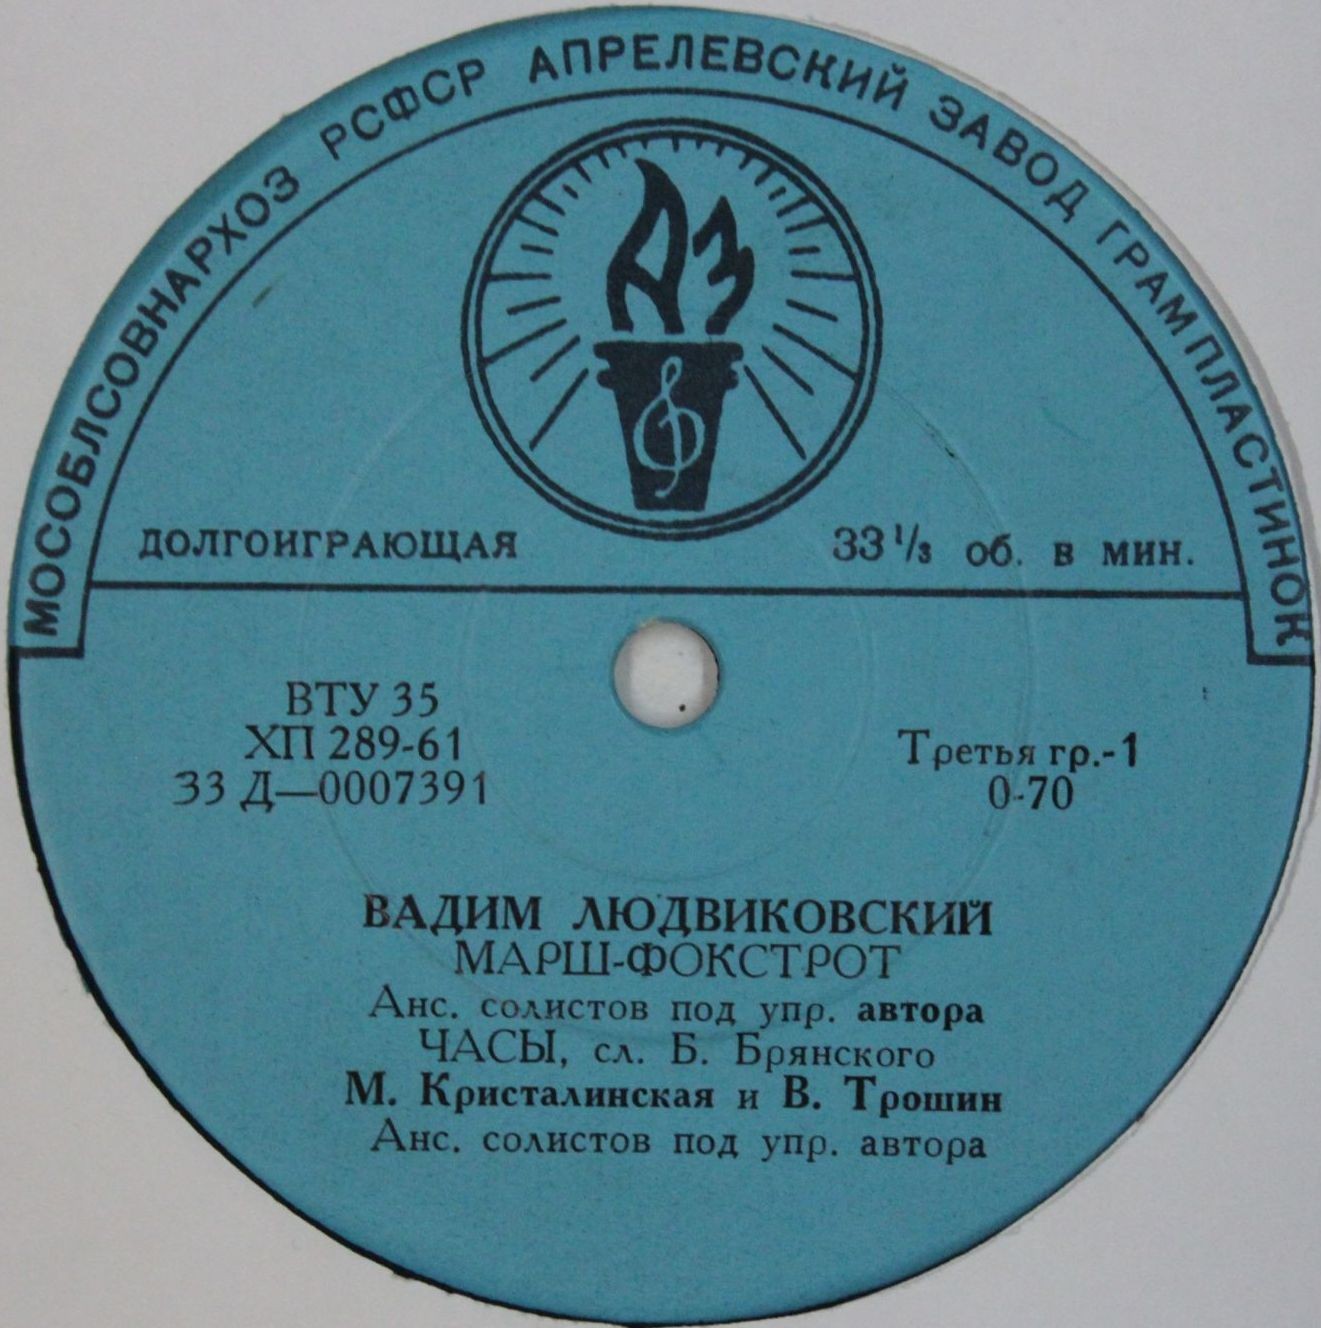 МОСОБЛСОВНАРХОЗ РСФСР АПРЕЛЕВСКИЙ ЗАВОД ГРАМПЛАСТИНОК
АЗ
ДОЛГОИГРАЮЩАЯ
33 1/3 об. в мин.
ВТУ 35
ХП 289-61
33 Д—0007391
Третья гр.-1
0-70
ВАДИМ ЛЮДВИКОВСКИЙ
МАРШ-ФОКСТРОТ
Анс. солистов под упр. автора
ЧАСЫ, сл. Б. Брянского
М. Кристалинская и В. Трошин
Анс. солистов под упр. автора